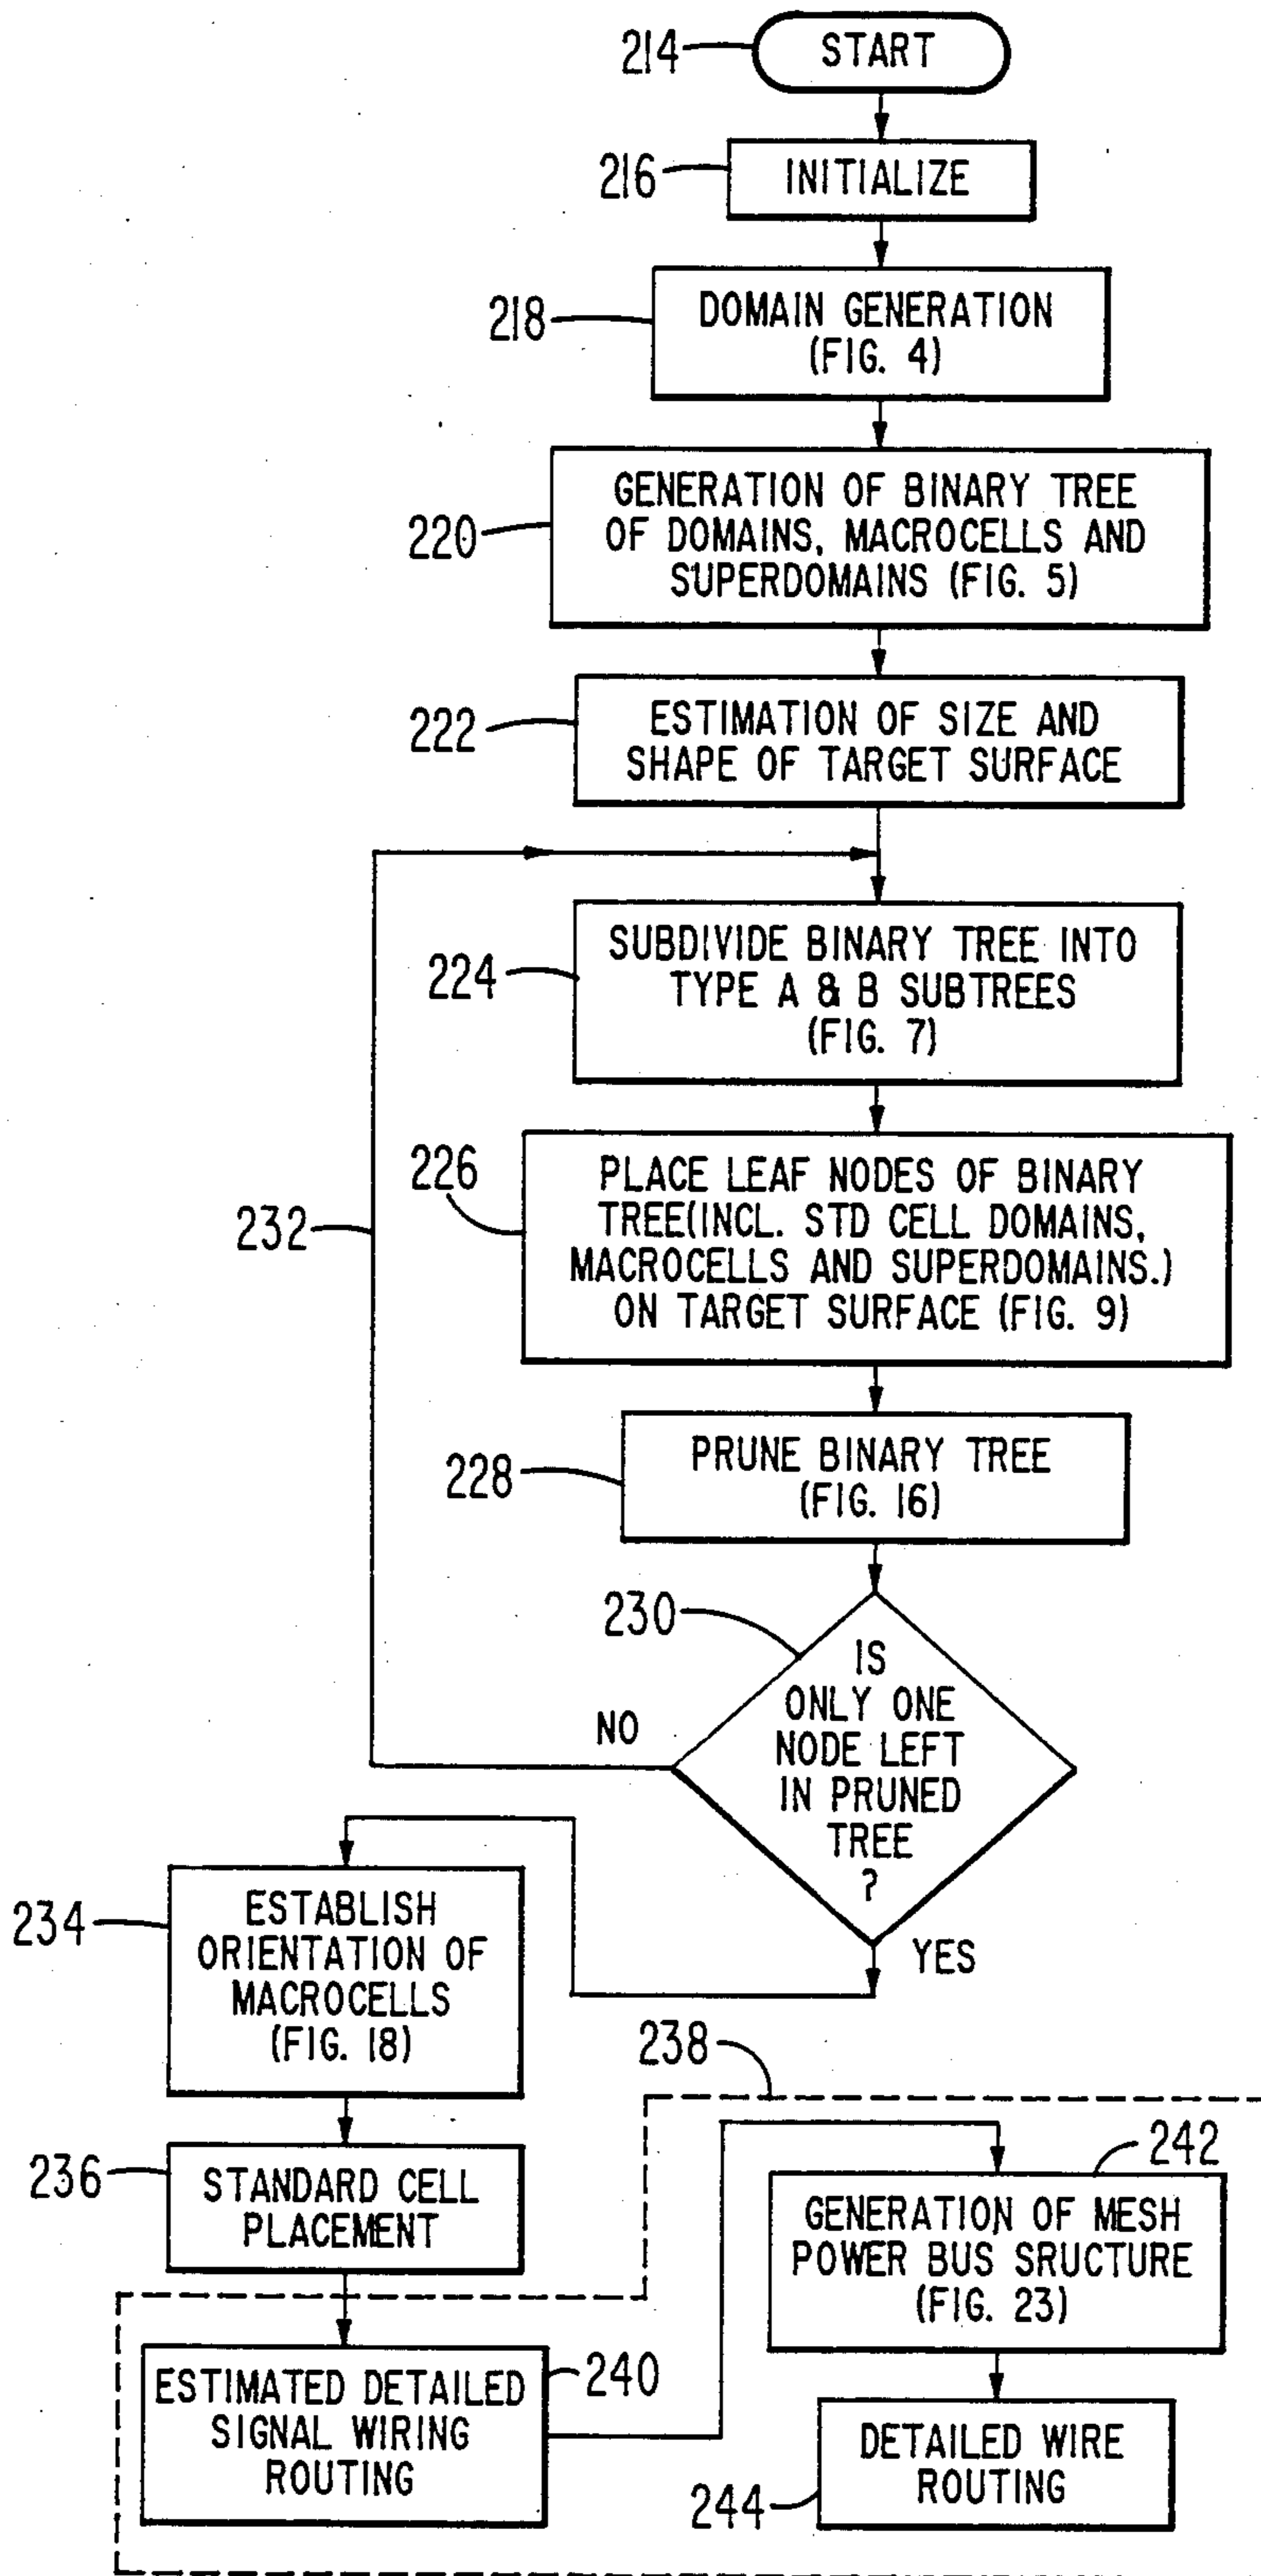 214
START
216
INITIALIZE
218
DOMAIN GENERATION
(FIG. 4)
220
GENERATION OF BINARY TREE
OF DOMAINS, MACROCELLS AND
SUPERDOMAINS (FIG. 5)
222
ESTIMATION OF SIZE AND
SHAPE OF TARGET SURFACE
224
SUBDIVIDE BINARY TREE INTO
TYPE A & B SUBTREES
(FIG. 7)
226
PLACE LEAF NODES OF BINARY
TREE(INCL. STD CELL DOMAINS,
MACROCELLS AND SUPERDOMAINS.)
ON TARGET SURFACE (FIG. 9)
232
228
PRUNE BINARY TREE
(FIG. 16)
230
IS
ONLY ONE
NODE LEFT
IN PRUNED
TREE
?
NO
YES
234
ESTABLISH
ORIENTATION OF
MACROCELLS
(FIG. 18)
236
STANDARD CELL
PLACEMENT
238
240
ESTIMATED DETAILED
SIGNAL WIRING
ROUTING
242
GENERATION OF MESH
POWER BUS SRUCTURE
(FIG. 23)
244
DETAILED WIRE
ROUTING